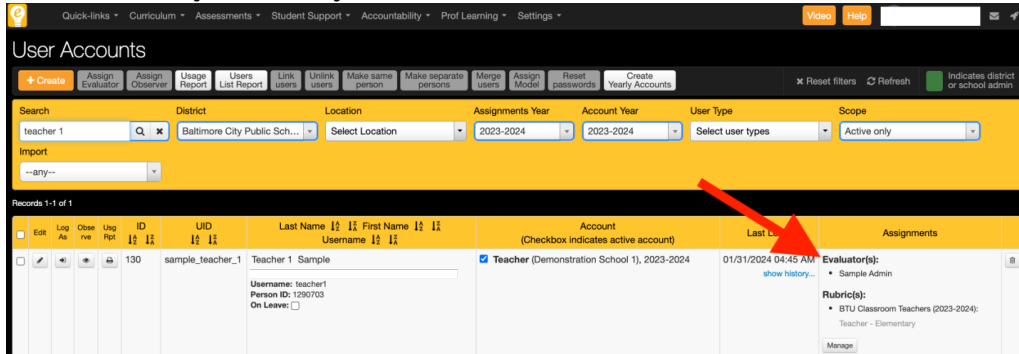 Quick-links Curriculum Assessments Student Support Accountability Prof Learning Settings Video Help
User Accounts
+ Create Assign Evaluator Assign Observer Usage Report Users List Report Link users Unlink users Make same person Make separate persons Merge users Assign Model Reset passwords Create Yearly Accounts Reset filters Refresh Indicates district or school admin
Search District Location Assignments Year Account Year User Type Scope
teacher 1 Baltimore City Public Sch... Select Location 2023-2024 2023-2024 Select user types Active only
Import
--any--
Records 1-1 of 1
Edit Log As Obse rve Usg Rpt ID UID Last Name First Name Username Account (Checkbox indicates active account) Assignments
130 sample_teacher_1 Teacher 1 Sample Teacher (Demonstration School 1), 2023-2024 01/31/2024 04:45 AM Evaluator(s):
show history... • Sample Admin
Username: teacher1
Person ID: 1290703 Rubric(s):
On Leave: • BTU Classroom Teachers (2023-2024):
Teacher - Elementary
Manage